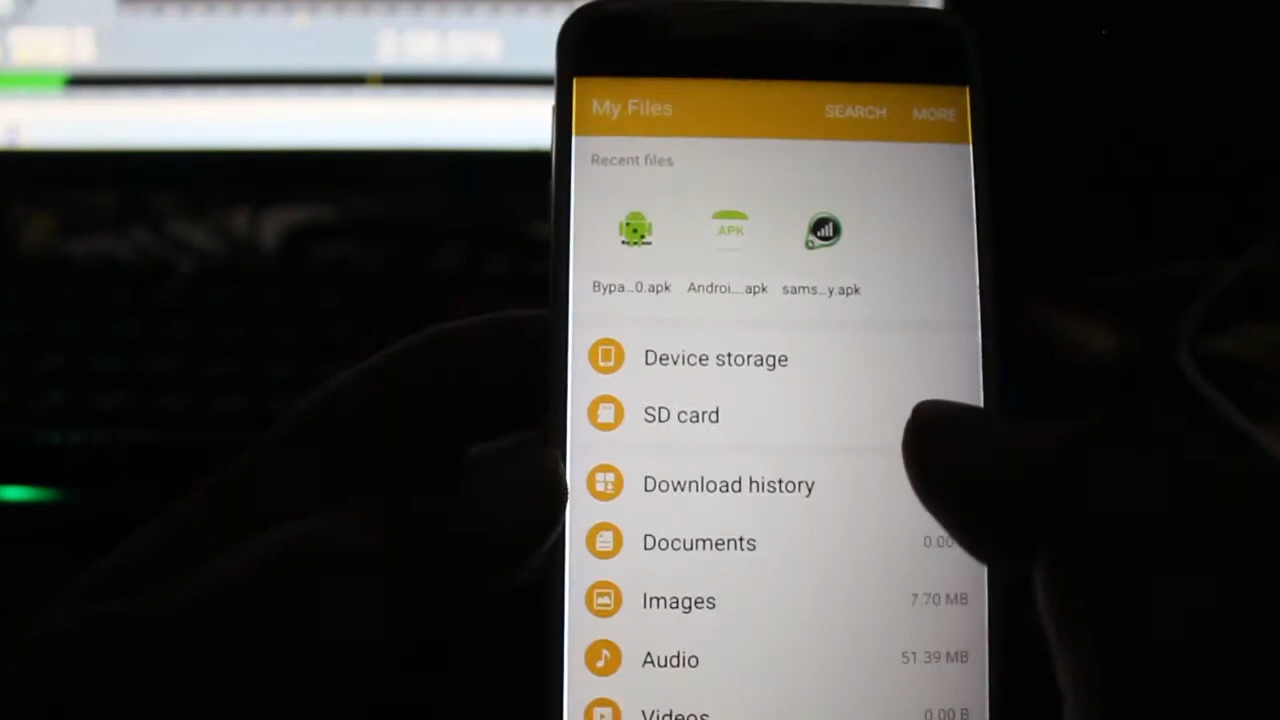 My Files SEARCH MORE
Recent files
APK
Bypa...0.apk Androi....apk sams...y.apk
Device storage
SD card
Download history
Documents 0.00
Images 7.70 MB
Audio 51.39 MB
Videos 0.00 B